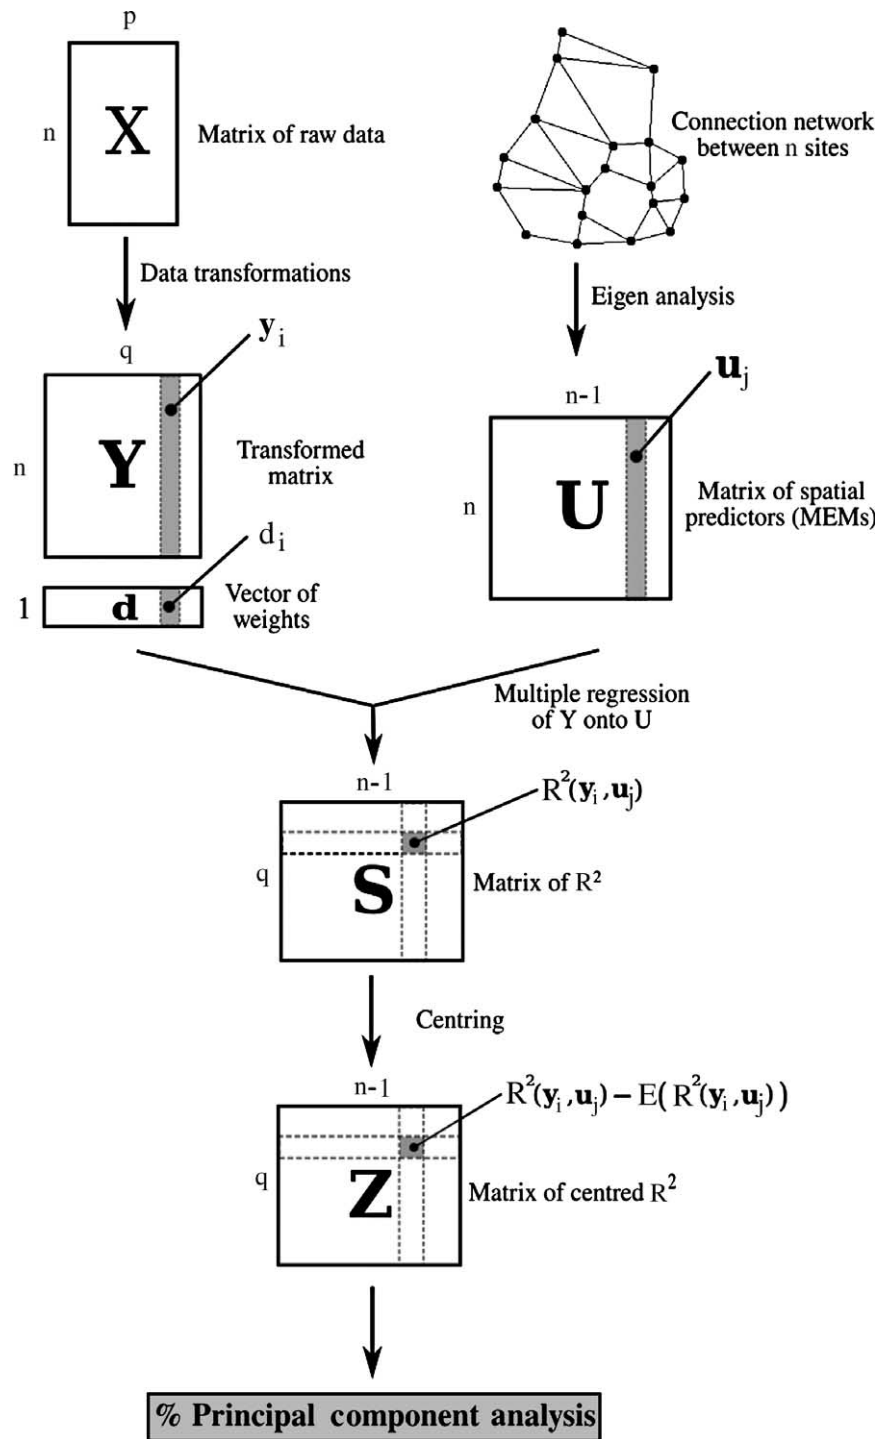 p
n
X
Matrix of raw data
Connection network
between n sites
Data transformations
Eigen analysis
y_i
q
n
Y
Transformed
matrix
u_j
n-1
n
U
Matrix of spatial
predictors (MEMs)
d_i
1
d
Vector of
weights
Multiple regression
of Y onto U
n-1
R²(y_i, u_j)
q
S
Matrix of R²
Centring
n-1
R²(y_i, u_j) – E(R²(y_i, u_j))
q
Z
Matrix of centred R²
% Principal component analysis